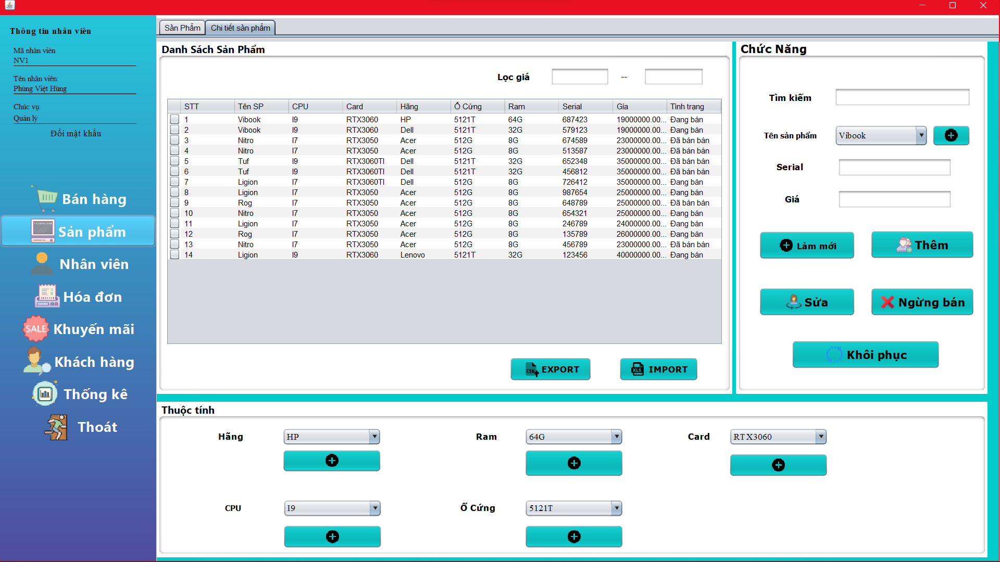 Thông tin nhân viên
Mã nhân viên:
NV1
Tên nhân viên:
Phùng Việt Hùng
Chúc vụ:
Quản lý
Đổi mật khẩu
Bán hàng
Sản phẩm
Nhân viên
Hóa đơn
SALE Khuyến mãi
Khách hàng
Thống kê
Thoát
Sản Phẩm Chi tiết sản phẩm
Danh Sách Sản Phẩm
Lọc giá --
STT Tên SP CPU Card Hãng Ổ Cứng Ram Serial Gía Tình trạng
1 Vibook I9 RTX3060 HP 5121T 64G 687423 19000000.00... Đang bán
2 Vibook I9 RTX3060 Dell 5121T 32G 579123 19000000.00... Đang bán
3 Nitro I7 RTX3050 Acer 512G 8G 674589 23000000.00... Đã bán bán
4 Nitro I7 RTX3050 Acer 512G 8G 513587 23000000.00... Đã bán bán
5 Tuf I9 RTX3060TI Dell 5121T 32G 652348 35000000.00... Đã bán bán
6 Tuf I9 RTX3060TI Dell 5121T 32G 456812 35000000.00... Đã bán bán
7 Ligion I7 RTX3060TI Dell 512G 8G 726412 35000000.00... Đang bán
8 Ligion I7 RTX3050 Acer 512G 8G 987654 25000000.00... Đang bán
9 Rog I7 RTX3050 Acer 512G 8G 648789 25000000.00... Đã bán bán
10 Nitro I7 RTX3050 Acer 512G 8G 654321 25000000.00... Đang bán
11 Ligion I7 RTX3050 Acer 512G 8G 246789 24000000.00... Đang bán
12 Rog I7 RTX3050 Acer 512G 8G 135789 26000000.00... Đang bán
13 Nitro I7 RTX3050 Acer 512G 8G 456789 23000000.00... Đã bán bán
14 Ligion I9 RTX3060 Lenovo 5121T 32G 123456 40000000.00... Đang bán
CSV EXPORT XLS IMPORT
Chức Năng
Tìm kiếm
Tên sản phẩm Vibook
Serial
Giá
Làm mới Thêm
Sửa Ngừng bán
Khôi phục
Thuộc tính
Hãng HP Ram 64G Card RTX3060
CPU I9 Ổ Cứng 5121T